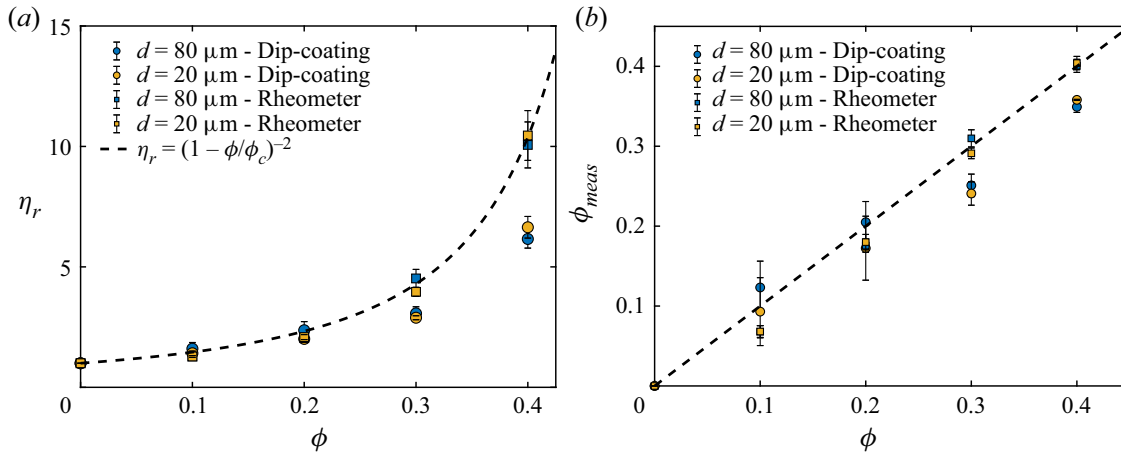 (a)
15
10
5
0
0.1
0.2
0.3
0.4
η_r
ϕ
d = 80 μm - Dip-coating
d = 20 μm - Dip-coating
d = 80 μm - Rheometer
d = 20 μm - Rheometer
η_r = (1 – ϕ/ϕ_c)^–2
(b)
0.4
0.3
0.2
0.1
0
0.1
0.2
0.3
0.4
ϕ_meas
ϕ
d = 80 μm - Dip-coating
d = 20 μm - Dip-coating
d = 80 μm - Rheometer
d = 20 μm - Rheometer